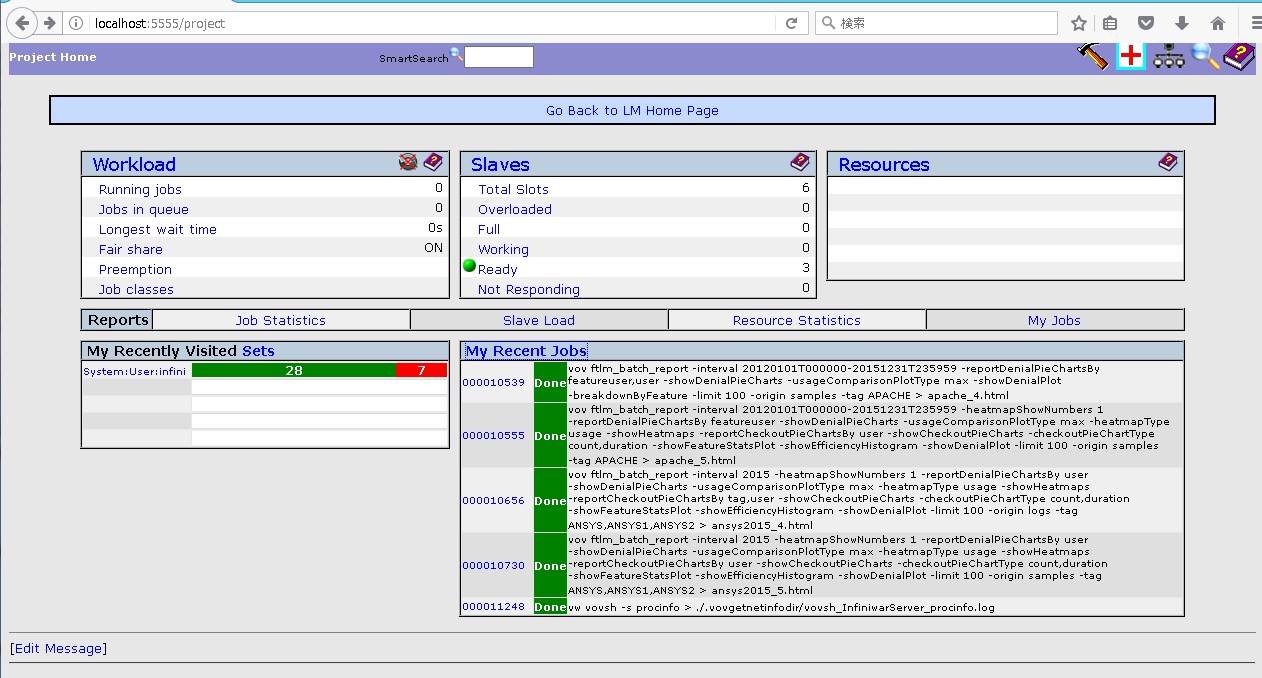 localhost:5555/project
検索
Project Home
SmartSearch
Go Back to LM Home Page
Workload
Running jobs 0
Jobs in queue 0
Longest wait time 0s
Fair share ON
Preemption
Job classes
Slaves
Total Slots 6
Overloaded 0
Full 0
Working 0
Ready 3
Not Responding 0
Resources
Reports Job Statistics Slave Load Resource Statistics My Jobs
My Recently Visited Sets
System:User:infini 28 7
My Recent Jobs
000010539 Done vov ftlm_batch_report -interval 20120101T000000-20151231T235959 -reportDenialPieChartsBy
featureuser,user -showDenialPieCharts -usageComparisonPlotType max -showDenialPlot
-breakdownByFeature -limit 100 -origin samples -tag APACHE > apache_4.html
000010555 Done vov ftlm_batch_report -interval 20120101T000000-20151231T235959 -heatmapShowNumbers 1
-reportDenialPieChartsBy featureuser -showDenialPieCharts -usageComparisonPlotType max -heatmapType
usage -showHeatmaps -reportCheckoutPieChartsBy user -showCheckoutPieCharts -checkoutPieChartType
count,duration -showFeatureStatsPlot -showEfficiencyHistogram -showDenialPlot -limit 100 -origin samples
-tag APACHE > apache_5.html
000010656 Done vov ftlm_batch_report -interval 2015 -heatmapShowNumbers 1 -reportDenialPieChartsBy user
-showDenialPieCharts -usageComparisonPlotType max -heatmapType usage -showHeatmaps
-reportCheckoutPieChartsBy tag,user -showCheckoutPieCharts -checkoutPieChartType count,duration
-showFeatureStatsPlot -showEfficiencyHistogram -showDenialPlot -limit 100 -origin logs -tag
ANSYS,ANSYS1,ANSYS2 > ansys2015_4.html
000010730 Done vov ftlm_batch_report -interval 2015 -heatmapShowNumbers 1 -reportDenialPieChartsBy user
-showDenialPieCharts -usageComparisonPlotType max -heatmapType usage -showHeatmaps
-reportCheckoutPieChartsBy user -showCheckoutPieCharts -checkoutPieChartType count,duration
-showFeatureStatsPlot -showEfficiencyHistogram -showDenialPlot -limit 100 -origin samples -tag
ANSYS,ANSYS1,ANSYS2 > ansys2015_5.html
000011248 Done vw vovsh -s procinfo > ./.vovgetnetinfodir/vovsh_InfiniwarServer_procinfo.log
[Edit Message]